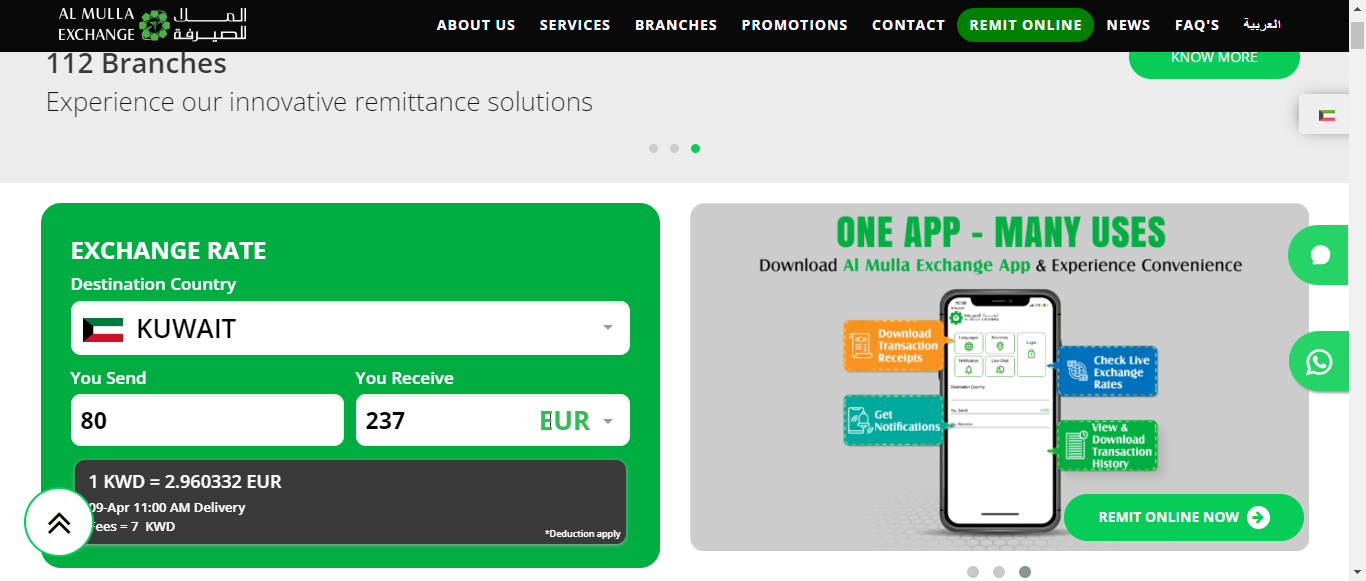 AL MULLA
EXCHANGE
الملا
للصيرفة
ABOUT US
SERVICES
BRANCHES
PROMOTIONS
CONTACT
REMIT ONLINE
NEWS
FAQ'S
العربية
112 Branches
Experience our innovative remittance solutions
KNOW MORE
EXCHANGE RATE
Destination Country
KUWAIT
You Send
You Receive
80
237
EUR
1 KWD = 2.960332 EUR
09-Apr 11:00 AM Delivery
Fees = 7 KWD
*Deduction apply
ONE APP - MANY USES
Download Al Mulla Exchange App & Experience Convenience
Download
Transaction
Receipts
Get
Notifications
Check Live
Exchange
Rates
View &
Download
Transaction
History
Languages
Branches
Login
Notification
Live Chat
Destination Country
You Send
You Receive
REMIT ONLINE NOW